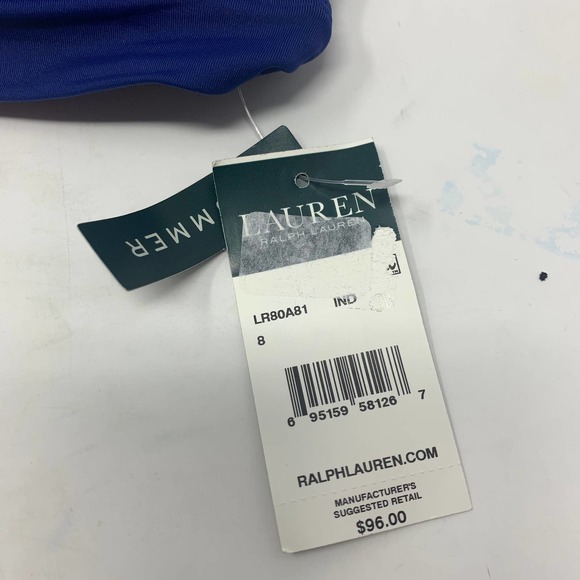 MMER
LAUREN
RALPH LAUREN
LR80A81 IND
8
6 95159 58126 7
RALPHLAUREN.COM
MANUFACTURER'S
SUGGESTED RETAIL
$96.00